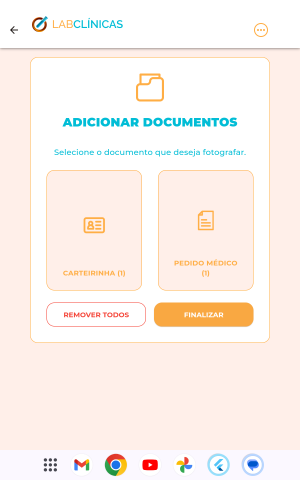 LABCLÍNICAS
ADICIONAR DOCUMENTOS
Selecione o documento que deseja fotografar.
CARTEIRINHA (1)
PEDIDO MÉDICO
(1)
REMOVER TODOS
FINALIZAR